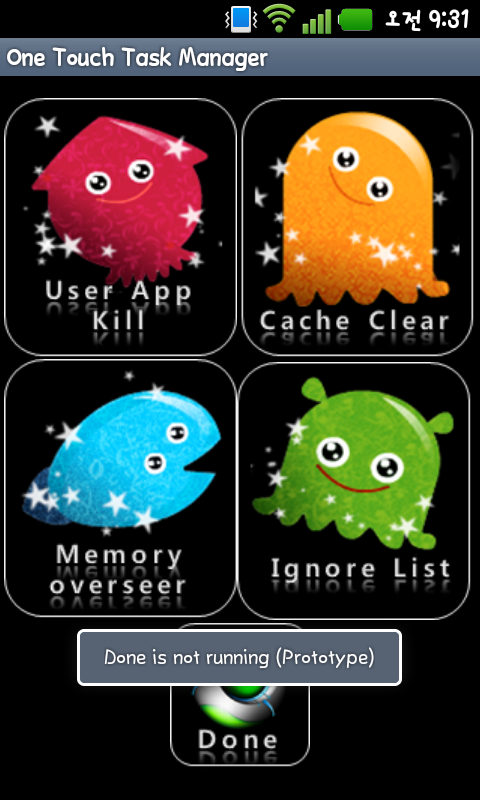 오전 9:31
One Touch Task Manager
User App
Kill
Cache Clear
Memory
overseer
Ignore List
Done is not running (Prototype)
Done